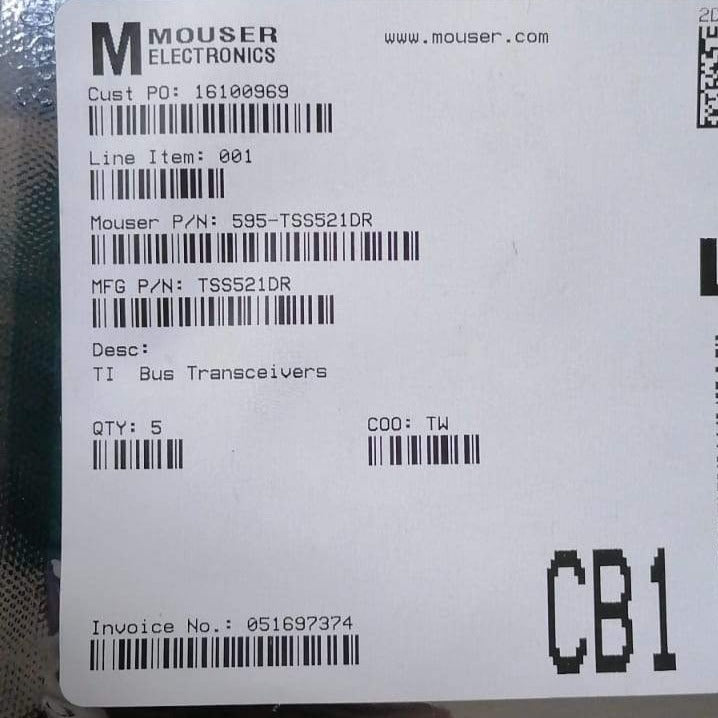 MOUSER
ELECTRONICS
www.mouser.com
2D
Cust PO: 16100969
Line Item: 001
Mouser P/N: 595-TSS521DR
MFG P/N: TSS521DR
Desc:
TI Bus Transceivers
QTY: 5
COO: TW
Invoice No.: 051697374
CB1